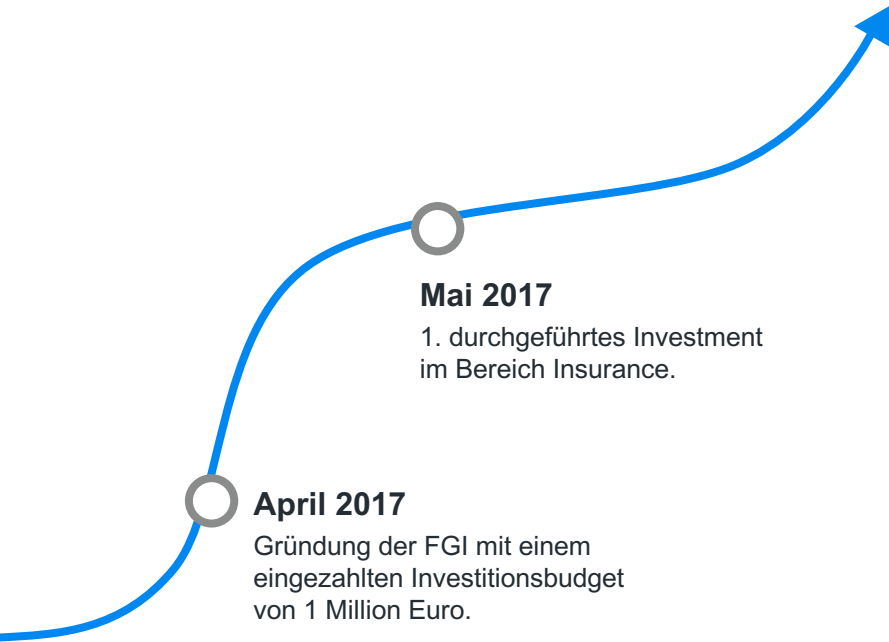 Mai 2017
1. durchgeführtes Investment
im Bereich Insurance.
April 2017
Gründung der FGI mit einem
eingezahlten Investitionsbudget
von 1 Million Euro.